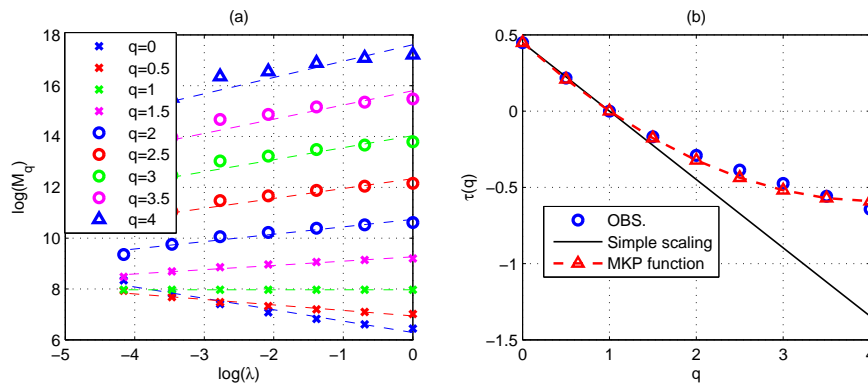 (a)
18
16
14
12
10
8
6
−5
−4
−3
−2
−1
0
log(λ)
log(M_q)
q=0
q=0.5
q=1
q=1.5
q=2
q=2.5
q=3
q=3.5
q=4
(b)
0.5
0
−0.5
−1
−1.5
0
1
2
3
4
q
τ(q)
OBS.
Simple scaling
MKP function